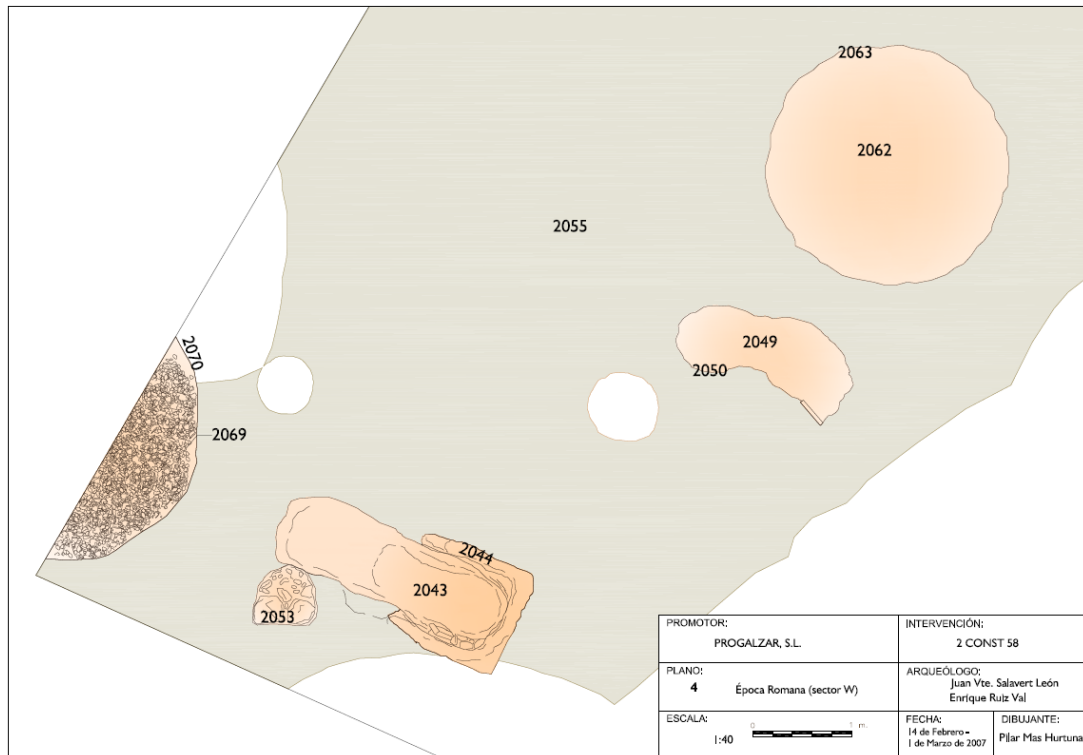 2063
2062
2055
2049
2050
2070
2069
2044
2043
2053
PROMOTOR:
PROGALZAR, S.L.
INTERVENCIÓN:
2 CONST 58
PLANO:
4 Época Romana (sector W)
ARQUEÓLOGO:
Juan Vte. Salavert León
Enrique Ruiz Val
ESCALA:
1:40
0 1 m.
FECHA:
14 de Febrero -
1 de Marzo de 2007
DIBUJANTE:
Pilar Mas Hurtuna